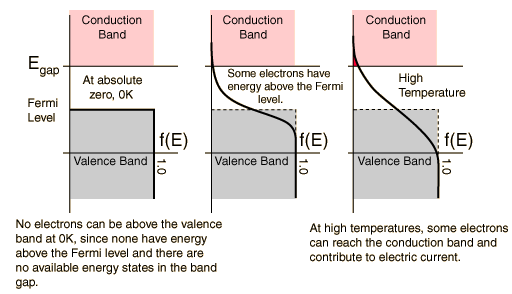 Conduction
Band
E gap
At absolute
zero, 0K
Fermi
Level
f(E)
Valence Band
1.0
No electrons can be above the valence
band at 0K, since none have energy
above the Fermi level and there are
no available energy states in the band
gap.
Conduction
Band
Some electrons have
energy above the Fermi
level.
f(E)
Valence Band
1.0
Conduction
Band
High
Temperature
f(E)
Valence Band
1.0
At high temperatures, some electrons
can reach the conduction band and
contribute to electric current.